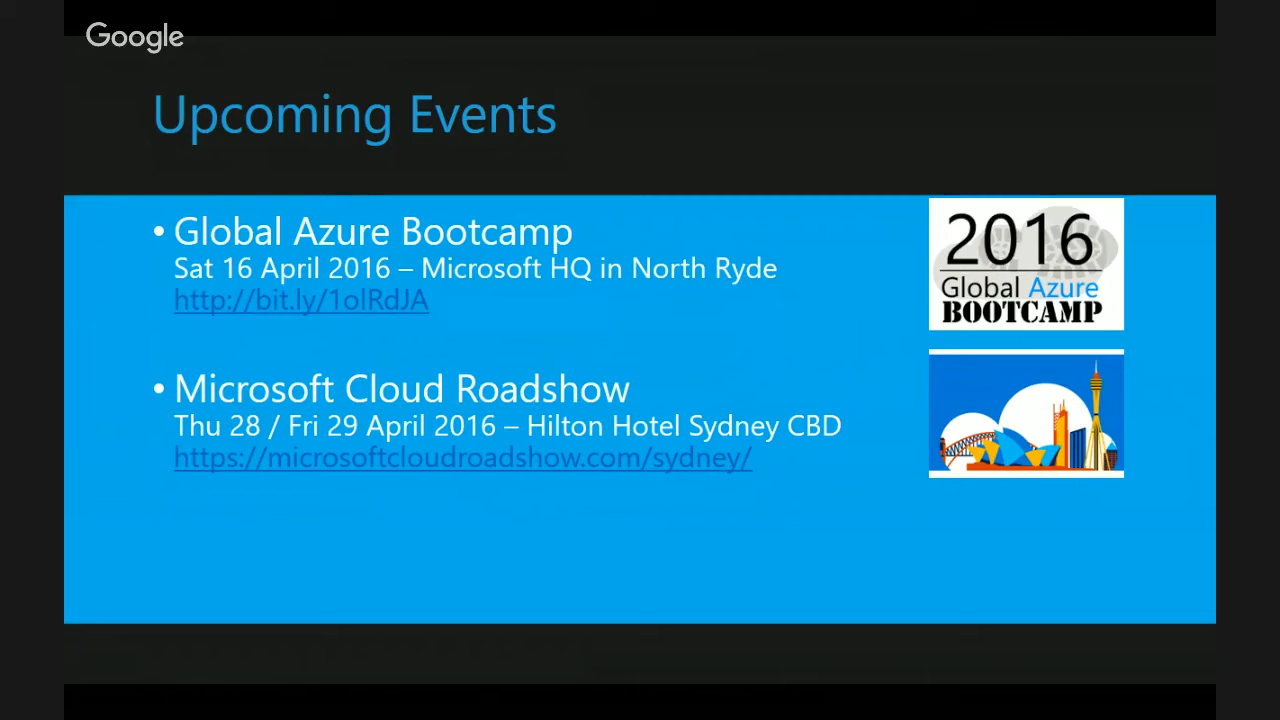 Google
Upcoming Events
• Global Azure Bootcamp
Sat 16 April 2016 – Microsoft HQ in North Ryde
http://bit.ly/1olRdJA
2016
Global Azure
BOOTCAMP
• Microsoft Cloud Roadshow
Thu 28 / Fri 29 April 2016 – Hilton Hotel Sydney CBD
https://microsoftcloudroadshow.com/sydney/